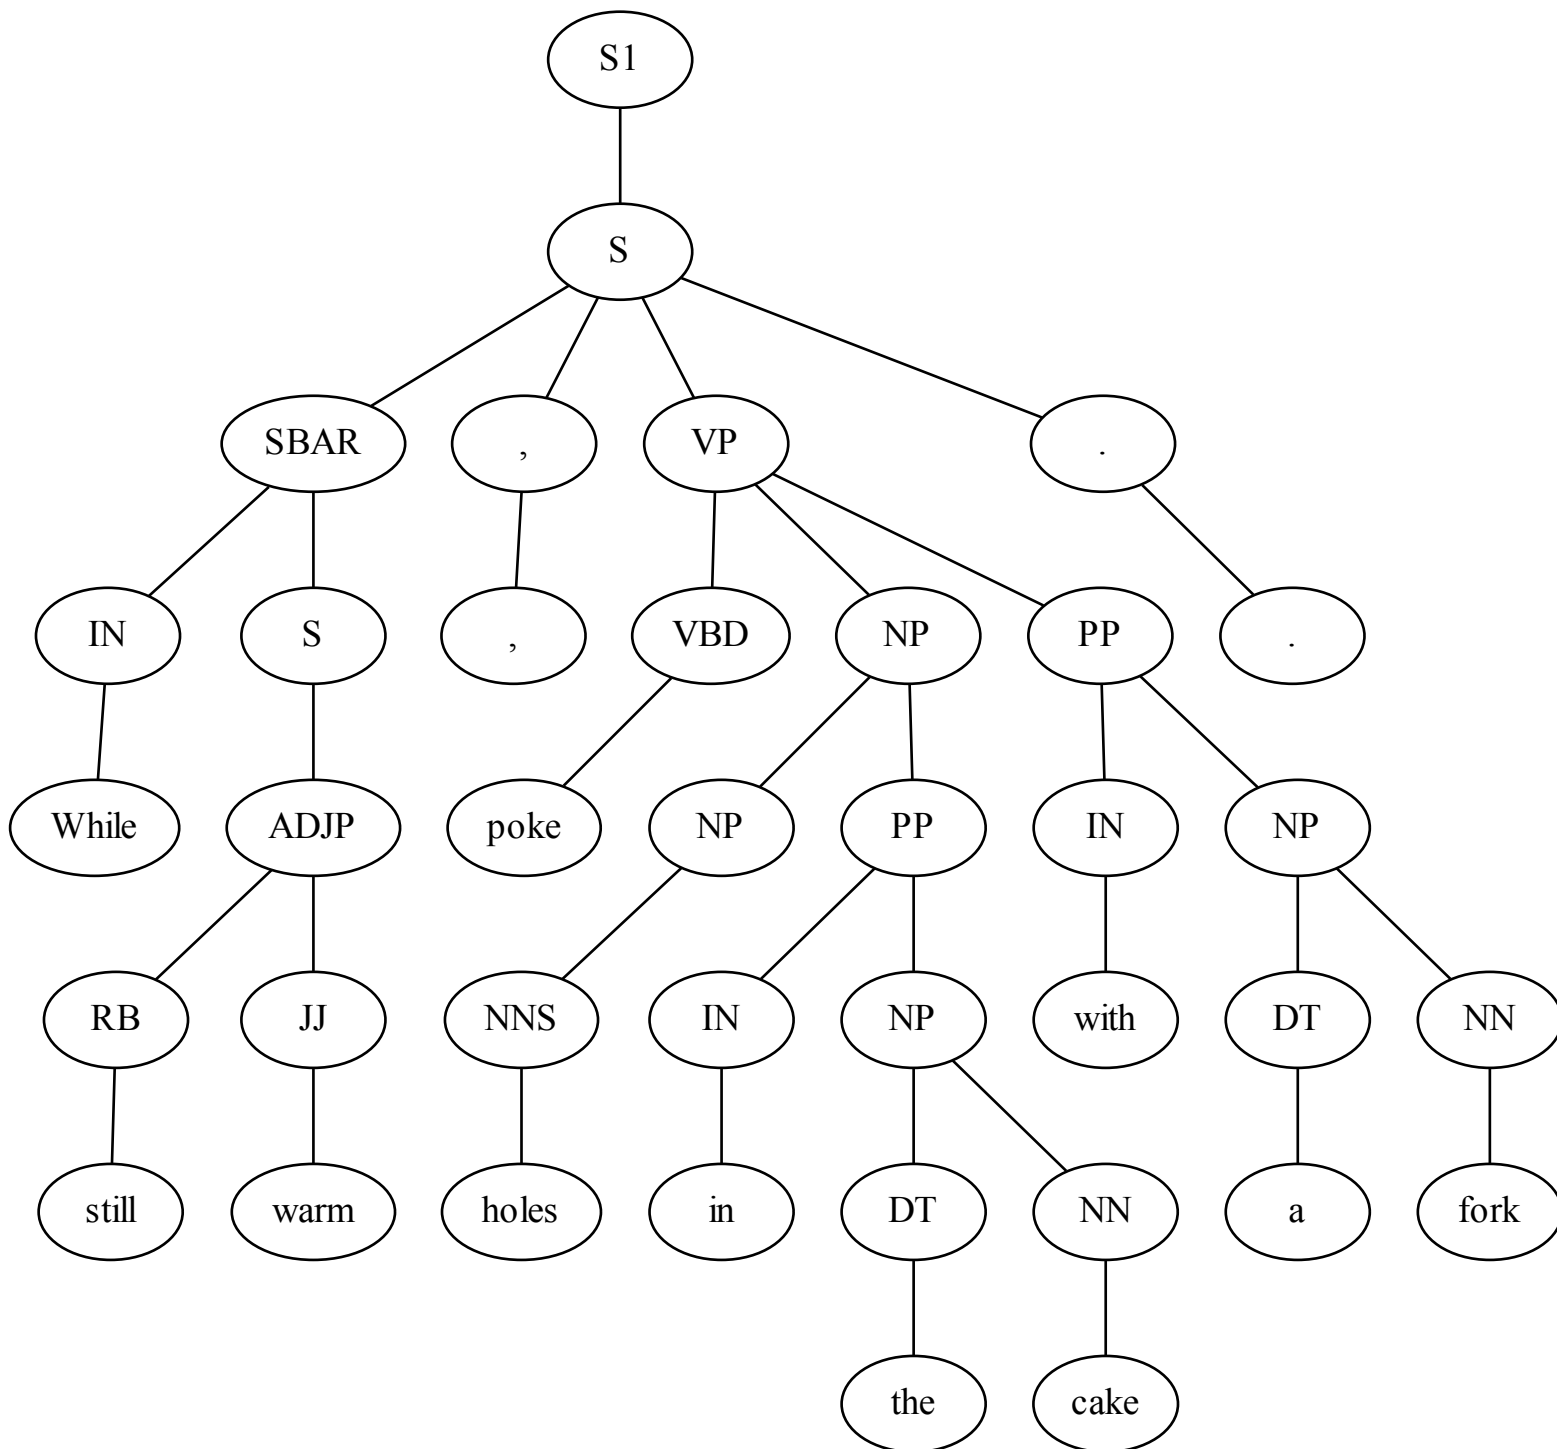 S1
S
SBAR , VP .
IN S , VBD NP PP .
While ADJP poke NP PP IN NP
RB JJ NNS IN NP with DT NN
still warm holes in DT NN a fork
the cake